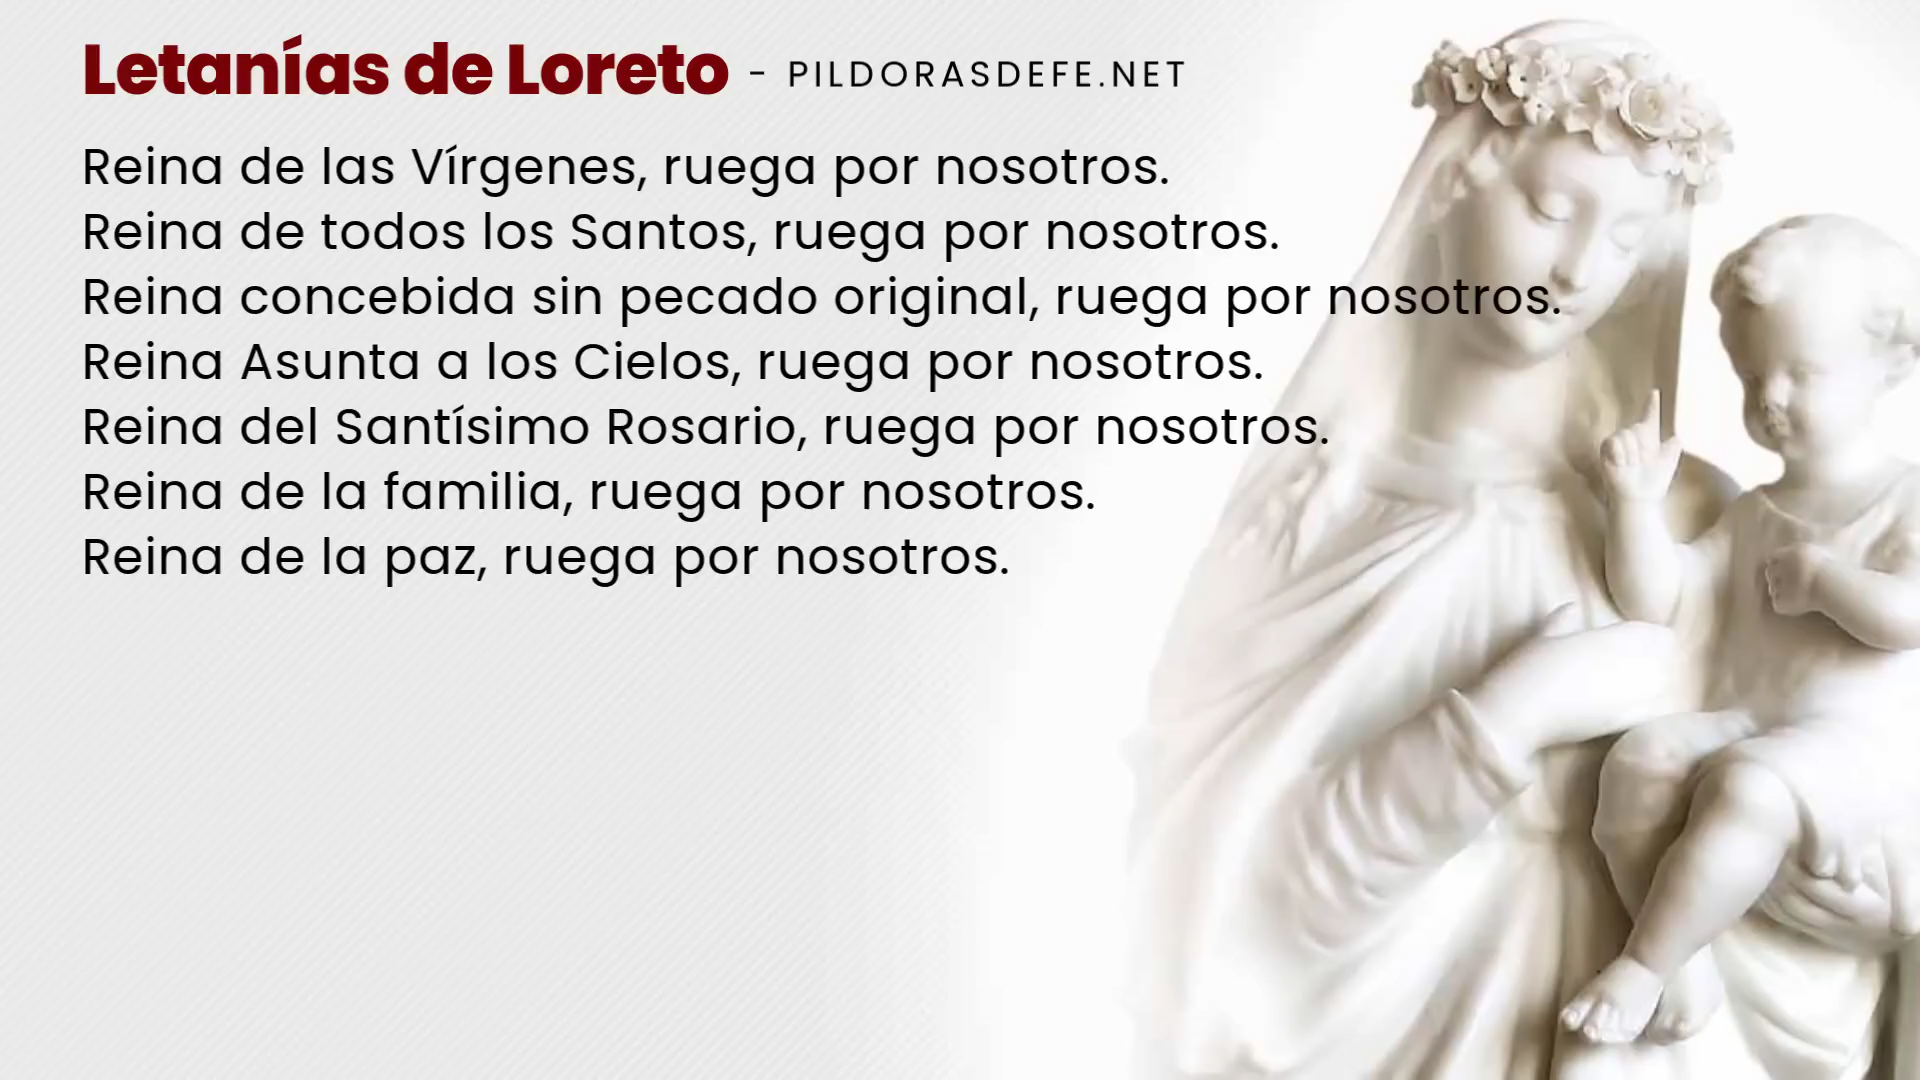 Letanías de Loreto - PILDORASDEFE.NET
Reina de las Vírgenes, ruega por nosotros.
Reina de todos los Santos, ruega por nosotros.
Reina concebida sin pecado original, ruega por nosotros.
Reina Asunta a los Cielos, ruega por nosotros.
Reina del Santísimo Rosario, ruega por nosotros.
Reina de la familia, ruega por nosotros.
Reina de la paz, ruega por nosotros.